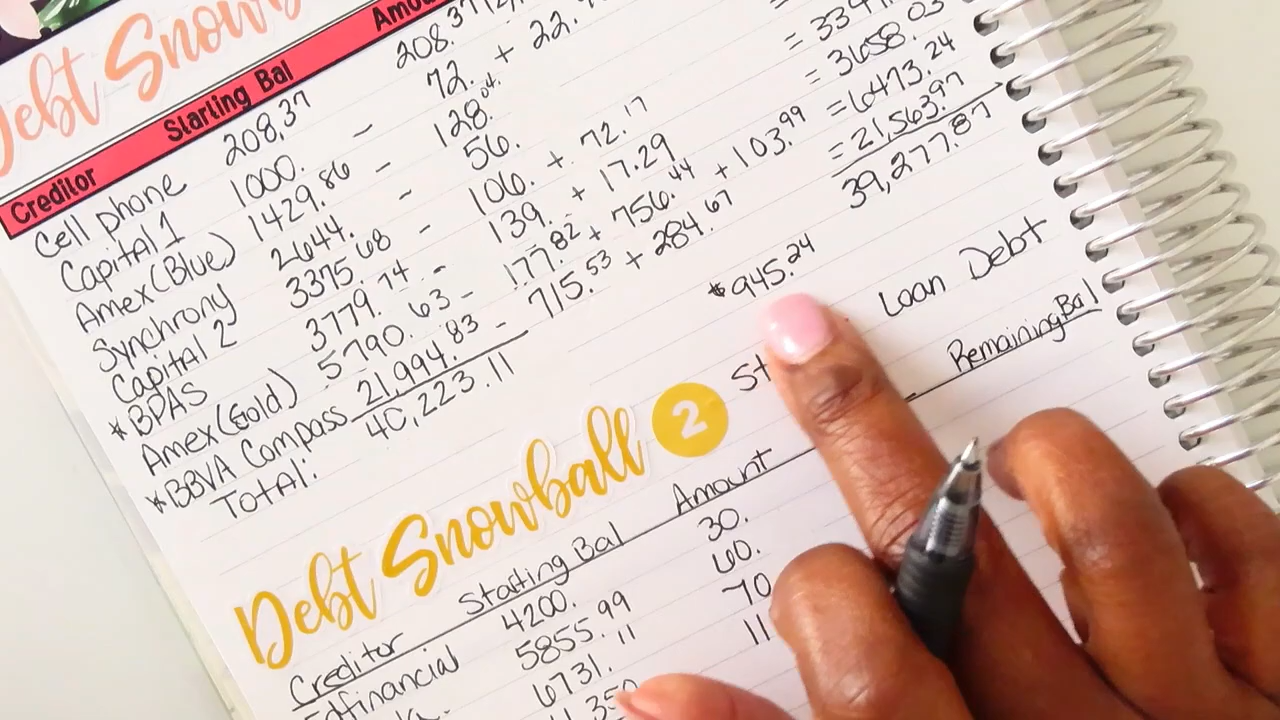 Debt Snow
Creditor Starting Bal Amou
Cell phone 208.37 208.37
Capital 1 1000. - 72. + 22.
Amex (Blue) 1429.86 - 128.04.
Synchrony 2644. - 56. = 3658.03
Capital 2 3375.68 - 106. + 72.17
*BPAS 3779.74 - 139. + 17.29 = 6473.24
Amex (Gold) 5790.63 - 177.82 + 756.44 + 103.99 = 21,563.97
*BBVA Compass 21,994.83 - 715.53 + 284.67 39,277.87
Total: 40,223.11 *945.24
Debt Snowball 2 St Loan Debt
Creditor Starting Bal Amount Remaining Bal
dfinancial 4200. 30.
5855.99 60.
6731.11 70
11